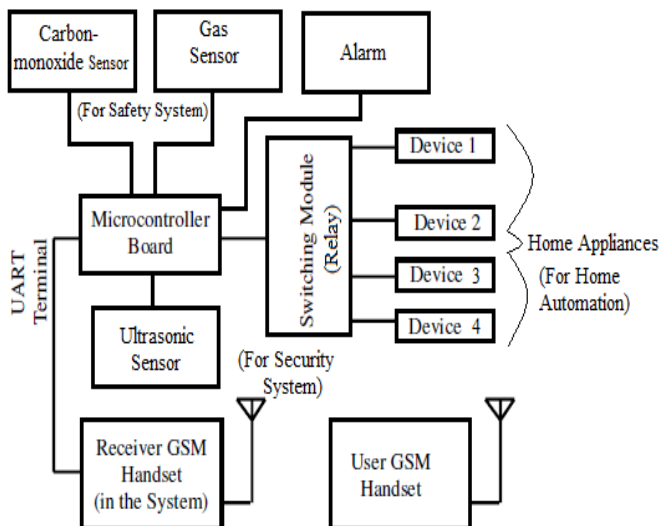 Carbon-
monoxide Sensor
Gas
Sensor
Alarm
(For Safety System)
Microcontroller
Board
UART
Terminal
Switching Module
(Relay)
Device 1
Device 2
Device 3
Device 4
Home Appliances
(For Home
Automation)
Ultrasonic
Sensor
(For Security
System)
Receiver GSM
Handset
(in the System)
User GSM
Handset